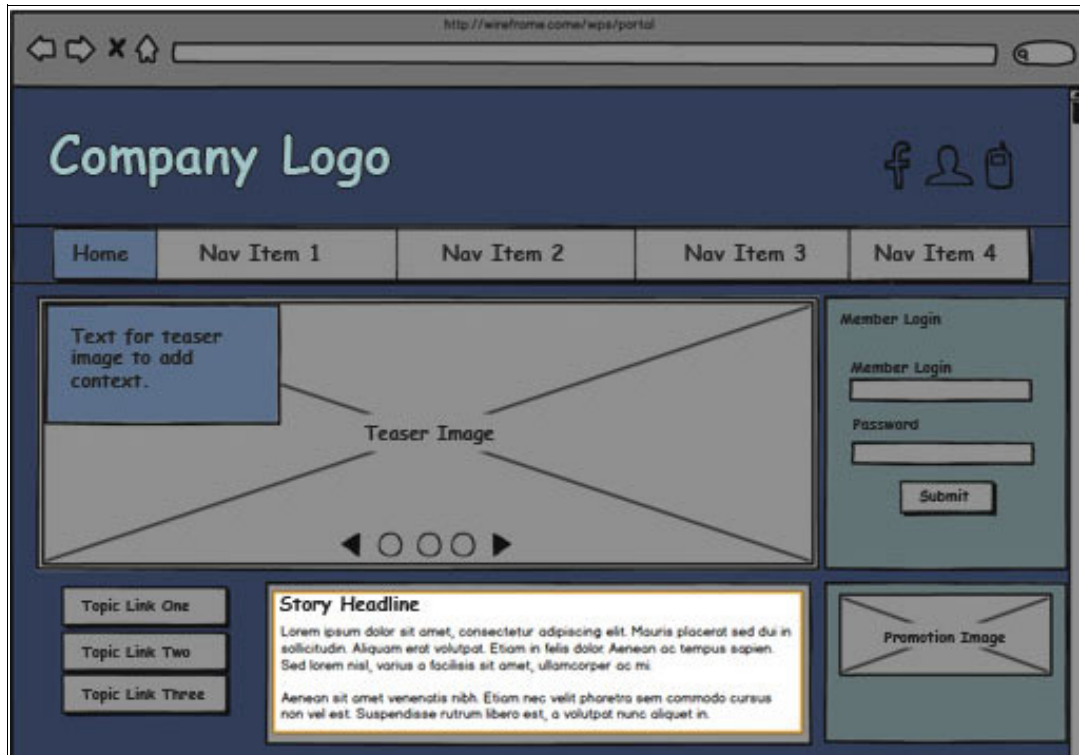 http://wireframe.come/wps/portal
Company Logo
Home
Nav Item 1
Nav Item 2
Nav Item 3
Nav Item 4
Text for teaser
image to add
context.
Teaser Image
Member Login
Member Login
Password
Submit
Topic Link One
Topic Link Two
Topic Link Three
Story Headline
Lorem ipsum dolor sit amet, consectetur adipiscing elit. Mauris placerat sed dui in
sollicitudin. Aliquam erat volutpat. Etiam in felis dolor. Aenean ac tempus sapien.
Sed lorem nisl, varius a facilisis sit amet, ullamcorper ac mi.
Aenean sit amet venenatis nibh. Etiam nec velit pharetra sem commodo cursus
non vel est. Suspendisse rutrum libero est, a volutpat nunc aliquet in.
Promotion Image